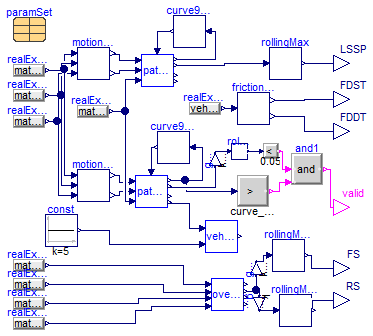 paramSet
curve9...
rollingMax
LSSP
motion...
realEx...
mat...
realEx...
mat...
realEx...
mat...
realEx...
mat...
pat...
realEx...
veh...
friction...
FDST
FDDT
curve9...
rol...
<
0.05
and1
and
motion...
pat...
>
curve_...
valid
const
k=5
veh...
realEx...
mat...
realEx...
mat...
realEx...
mat...
realEx...
mat...
ove...
rollingM...
FS
rollingM...
RS